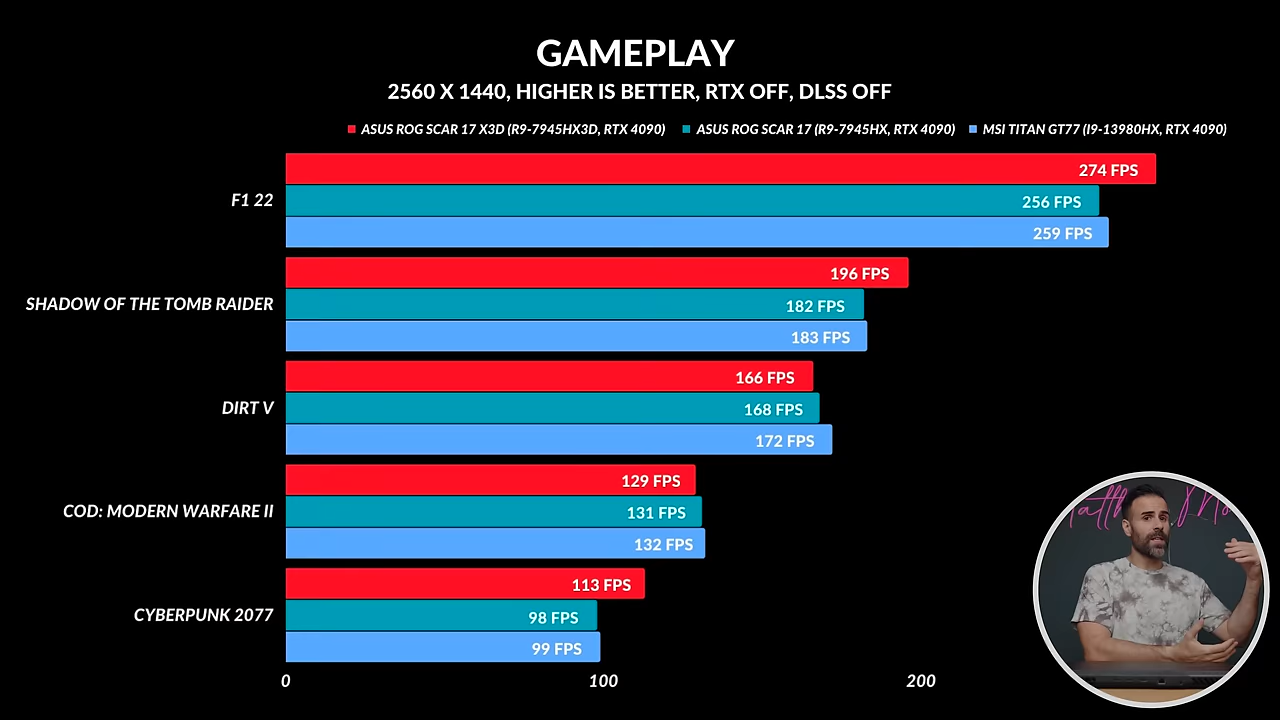 GAMEPLAY
2560 X 1440, HIGHER IS BETTER, RTX OFF, DLSS OFF
ASUS ROG SCAR 17 X3D (R9-7945HX3D, RTX 4090) ASUS ROG SCAR 17 (R9-7945HX, RTX 4090) MSI TITAN GT77 (I9-13980HX, RTX 4090)
274 FPS
F1 22
256 FPS
259 FPS
196 FPS
SHADOW OF THE TOMB RAIDER
182 FPS
183 FPS
166 FPS
DIRT V
168 FPS
172 FPS
129 FPS
COD: MODERN WARFARE II
131 FPS
132 FPS
113 FPS
CYBERPUNK 2077
98 FPS
99 FPS
0 100 200